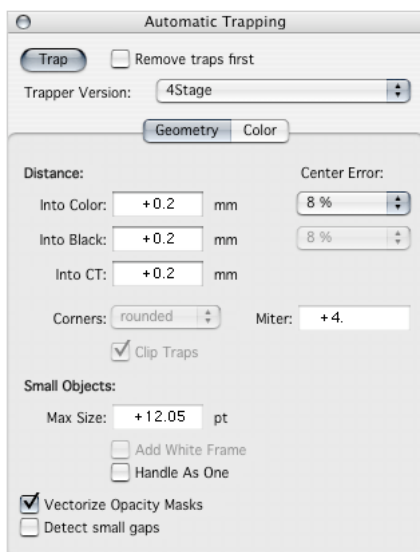 Automatic Trapping
Trap Remove traps first
Trapper Version: 4Stage
Geometry Color
Distance: Center Error:
Into Color: +0.2 mm 8 %
Into Black: +0.2 mm 8 %
Into CT: +0.2 mm
Corners: rounded Miter: +4.
Clip Traps
Small Objects:
Max Size: +12.05 pt
Add White Frame
Handle As One
Vectorize Opacity Masks
Detect small gaps